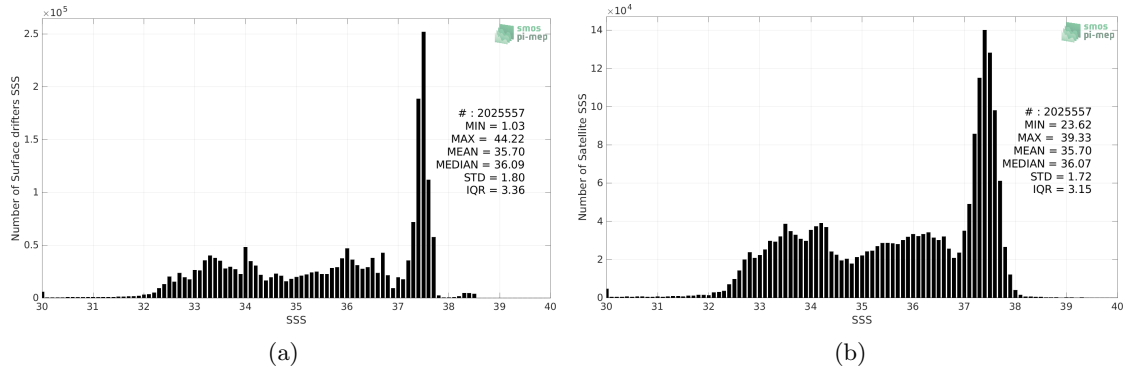 ×10⁵
2.5
2
1.5
1
0.5
0
30 31 32 33 34 35 36 37 38 39 40
SSS
Number of Surface drifters SSS
smos
pi-mep
# : 2025557
MIN = 1.03
MAX = 44.22
MEAN = 35.70
MEDIAN = 36.09
STD = 1.80
IQR = 3.36
(a)
×10⁴
14
12
10
8
6
4
2
0
30 31 32 33 34 35 36 37 38 39 40
SSS
Number of Satellite SSS
smos
pi-mep
# : 2025557
MIN = 23.62
MAX = 39.33
MEAN = 35.70
MEDIAN = 36.07
STD = 1.72
IQR = 3.15
(b)